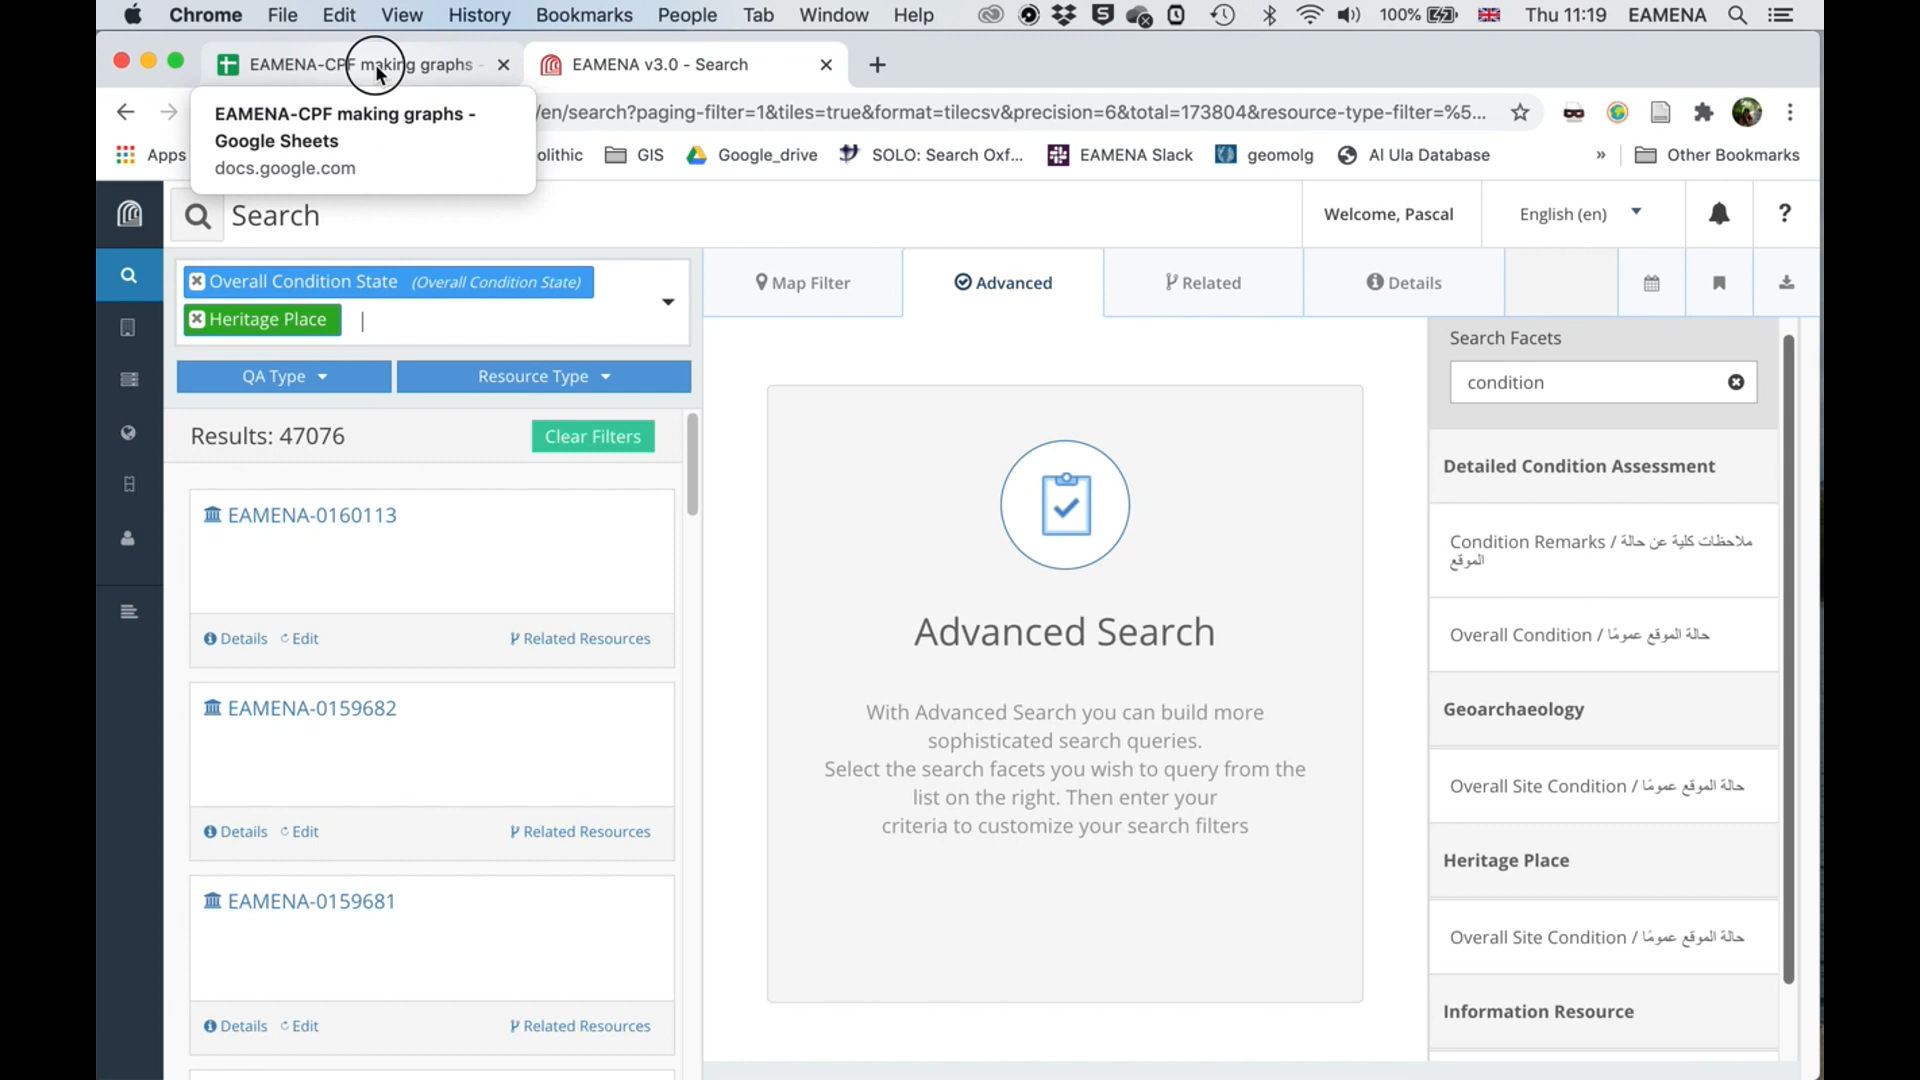 Chrome File Edit View History Bookmarks People Tab Window Help 100% Thu 11:19 EAMENA
EAMENA-CPF making graphs - EAMENA v3.0 - Search
/en/search?paging-filter=1&tiles=true&format=tilecsv&precision=6&total=173804&resource-type-filter=%5...
EAMENA-CPF making graphs -
Google Sheets
docs.google.com
Apps olithic GIS Google_drive SOLO: Search Oxf... EAMENA Slack geomolg Al Ula Database » Other Bookmarks
Search Welcome, Pascal English (en) ?
Overall Condition State (Overall Condition State)
Heritage Place
Map Filter Advanced Related Details
QA Type Resource Type
Results: 47076 Clear Filters
EAMENA-0160113
Details Edit Related Resources
EAMENA-0159682
Details Edit Related Resources
EAMENA-0159681
Details Edit Related Resources
Advanced Search
With Advanced Search you can build more
sophisticated search queries.
Select the search facets you wish to query from the
list on the right. Then enter your
criteria to customize your search filters
Search Facets
condition
Detailed Condition Assessment
Condition Remarks / ملاحظات كلية عن حالة
الموقع
Overall Condition / حالة الموقع عمومًا
Geoarchaeology
Overall Site Condition / حالة الموقع عمومًا
Heritage Place
Overall Site Condition / حالة الموقع عمومًا
Information Resource